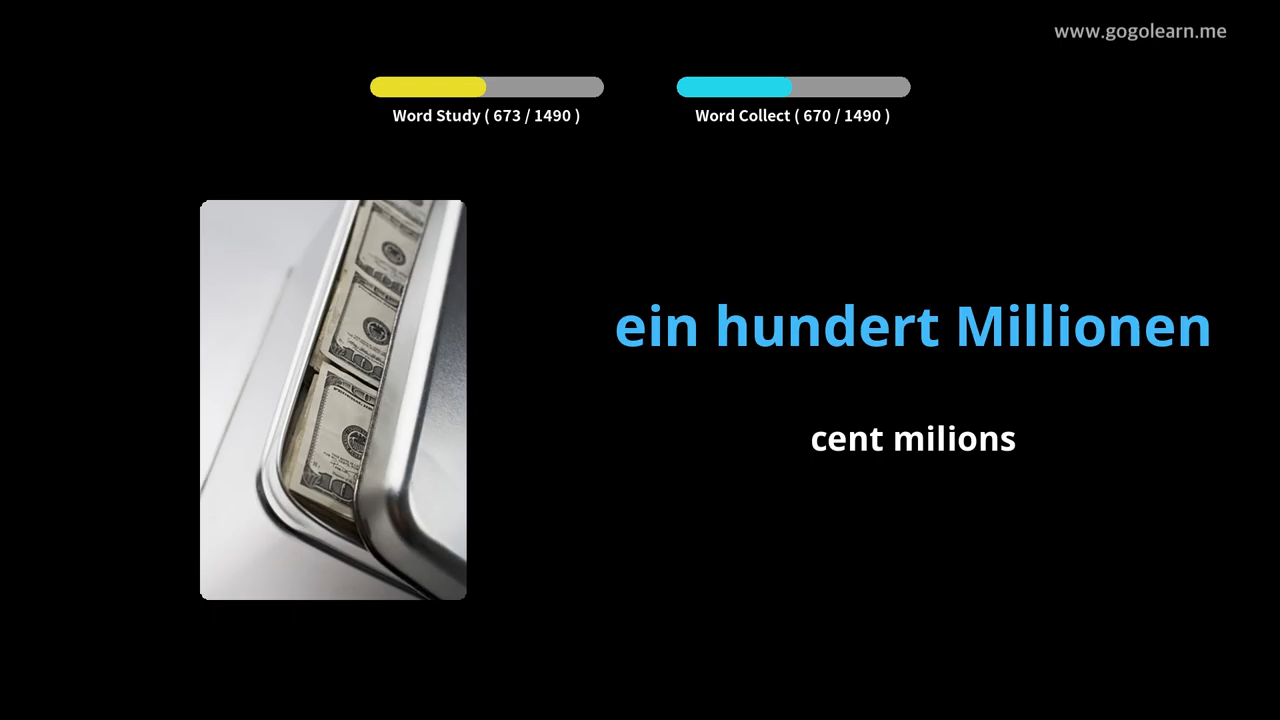 www.gogolearn.me
Word Study ( 673 / 1490 )
Word Collect ( 670 / 1490 )
ein hundert Millionen
cent milions